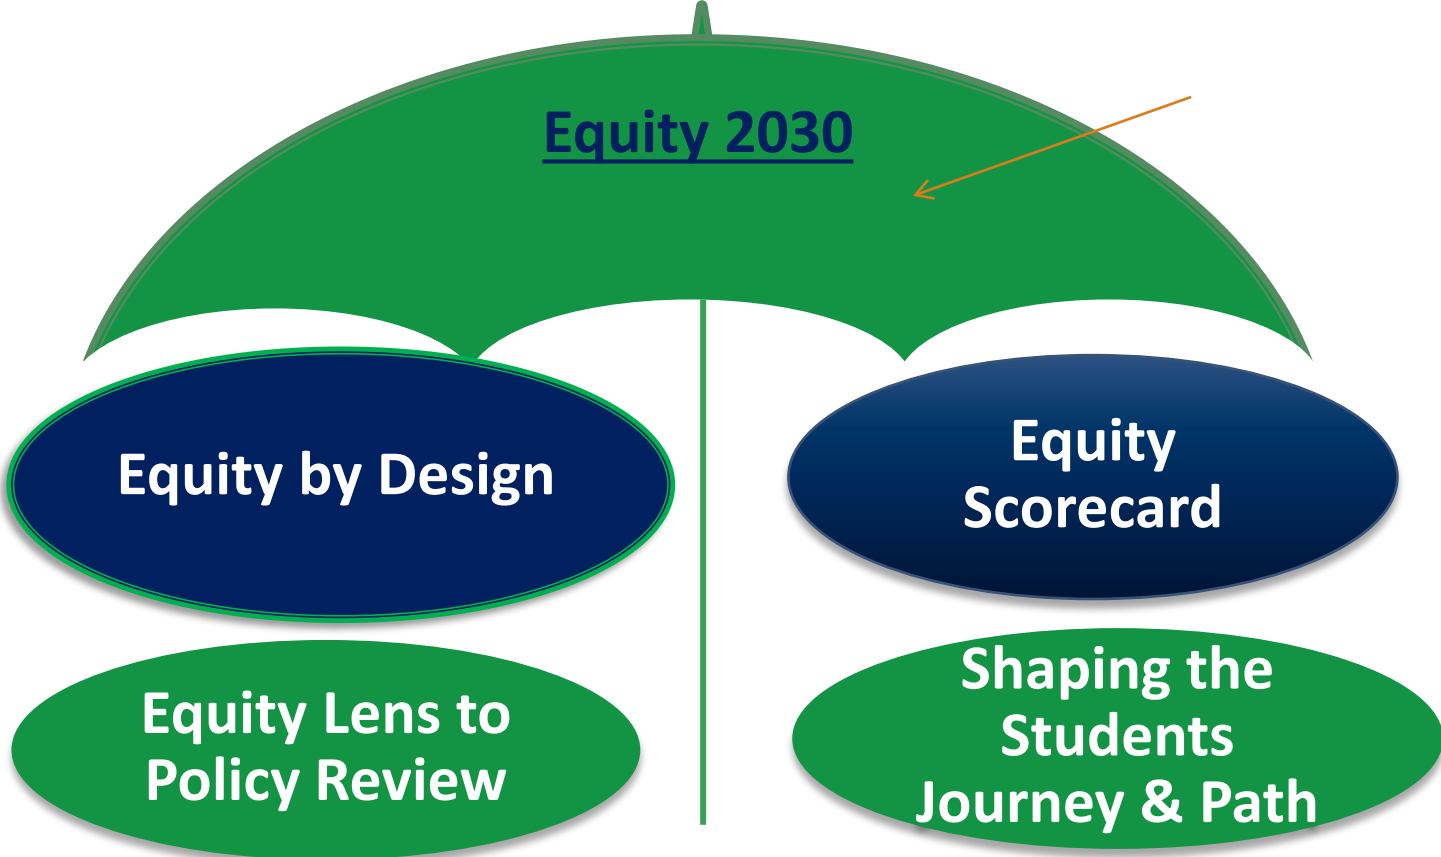 Equity 2030
Equity by Design
Equity
Scorecard
Equity Lens to
Policy Review
Shaping the
Students
Journey & Path